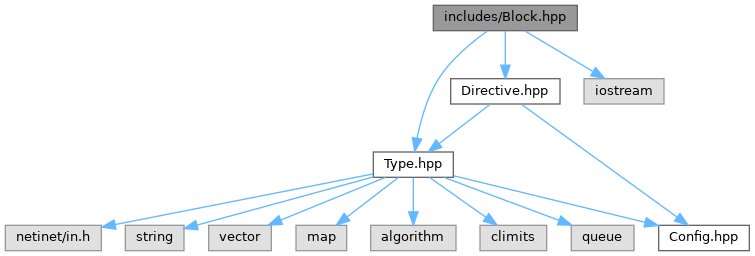 includes/Block.hpp
Directive.hpp
iostream
Type.hpp
netinet/in.h
string
vector
map
algorithm
climits
queue
Config.hpp